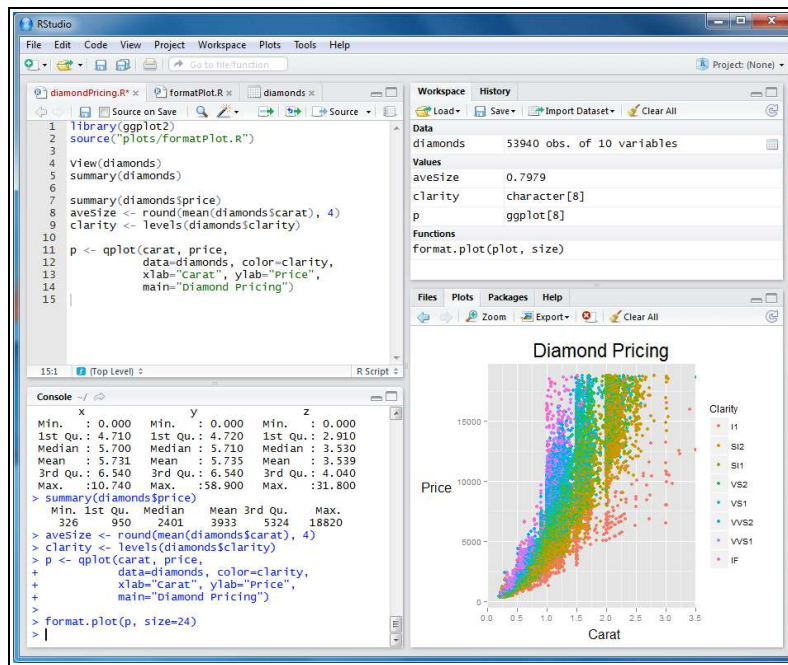 RStudio
File Edit Code View Project Workspace Plots Tools Help
Go to file/function
Project: (None)
diamondPricing.R* formatPlot.R diamonds
Source on Save Source
1 library(ggplot2)
2 source("plots/formatPlot.R")
3
4 View(diamonds)
5 summary(diamonds)
6
7 summary(diamonds$price)
8 aveSize <- round(mean(diamonds$carat), 4)
9 clarity <- levels(diamonds$clarity)
10
11 p <- qplot(carat, price,
12 data=diamonds, color=clarity,
13 xlab="Carat", ylab="Price",
14 main="Diamond Pricing")
15
15:1 (Top Level) R Script
Console ~/
x y z
Min. : 0.000 Min. : 0.000 Min. : 0.000
1st Qu.: 4.710 1st Qu.: 4.720 1st Qu.: 2.910
Median : 5.700 Median : 5.710 Median : 3.530
Mean : 5.731 Mean : 5.735 Mean : 3.539
3rd Qu.: 6.540 3rd Qu.: 6.540 3rd Qu.: 4.040
Max. :10.740 Max. :58.900 Max. :31.800
> summary(diamonds$price)
Min. 1st Qu. Median Mean 3rd Qu. Max.
326 950 2401 3933 5324 18820
> aveSize <- round(mean(diamonds$carat), 4)
> clarity <- levels(diamonds$clarity)
> p <- qplot(carat, price,
+ data=diamonds, color=clarity,
+ xlab="Carat", ylab="Price",
+ main="Diamond Pricing")
>
> format.plot(p, size=24)
>
Workspace History
Load Save Import Dataset Clear All
Data
diamonds 53940 obs. of 10 variables
Values
aveSize 0.7979
clarity character[8]
p ggplot[8]
Functions
format.plot(plot, size)
Files Plots Packages Help
Zoom Export Clear All
Diamond Pricing
Price
15000
10000
5000
0
0.0 0.5 1.0 1.5 2.0 2.5 3.0 3.5
Carat
Clarity
I1
SI2
SI1
VS2
VS1
VVS2
VVS1
IF